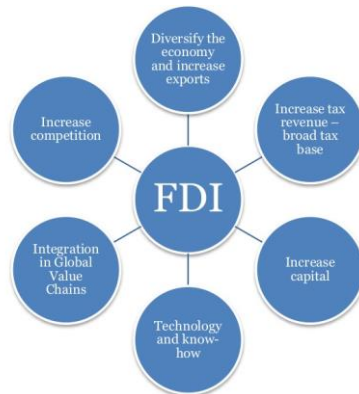 Diversify the
economy and increase
exports
Increase
competition
Increase tax
revenue –
broad tax
base
FDI
Integration
in Global
Value
Chains
Increase
capital
Technology
and know-
how